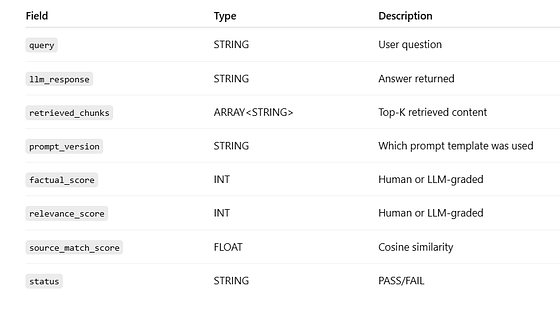 Field Type Description
query STRING User question
llm_response STRING Answer returned
retrieved_chunks ARRAY<STRING> Top-K retrieved content
prompt_version STRING Which prompt template was used
factual_score INT Human or LLM-graded
relevance_score INT Human or LLM-graded
source_match_score FLOAT Cosine similarity
status STRING PASS/FAIL